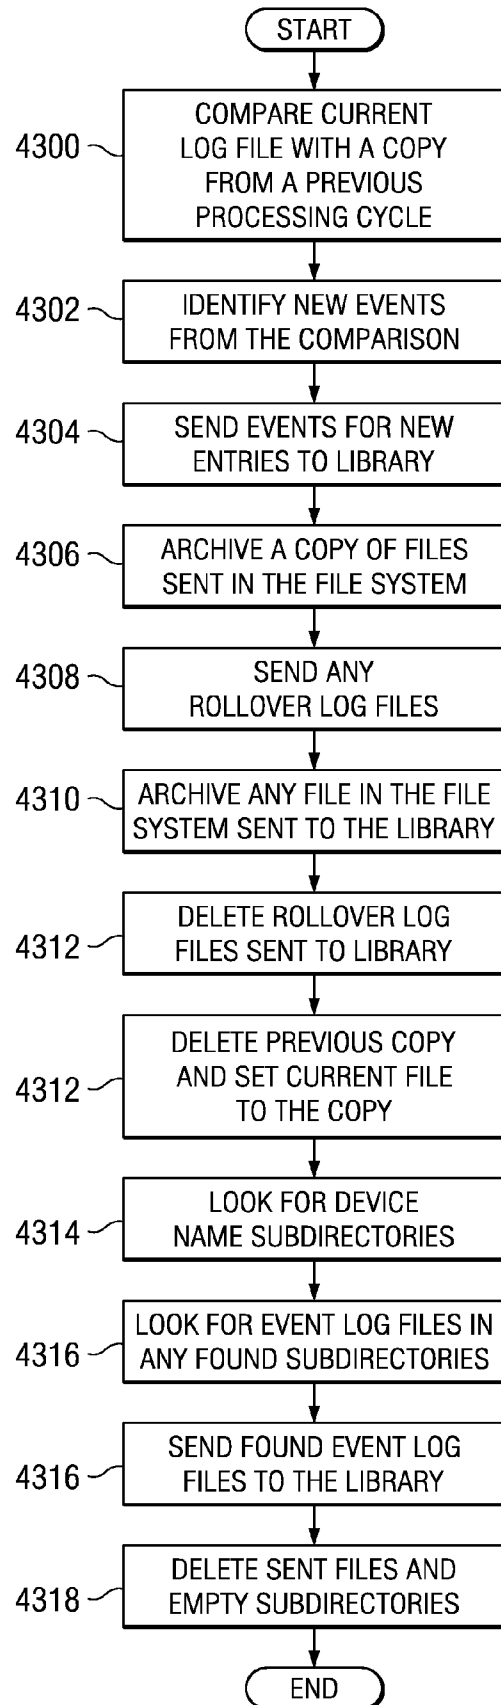 START
4300
COMPARE CURRENT
LOG FILE WITH A COPY
FROM A PREVIOUS
PROCESSING CYCLE
4302
IDENTIFY NEW EVENTS
FROM THE COMPARISON
4304
SEND EVENTS FOR NEW
ENTRIES TO LIBRARY
4306
ARCHIVE A COPY OF FILES
SENT IN THE FILE SYSTEM
4308
SEND ANY
ROLLOVER LOG FILES
4310
ARCHIVE ANY FILE IN THE FILE
SYSTEM SENT TO THE LIBRARY
4312
DELETE ROLLOVER LOG
FILES SENT TO LIBRARY
4312
DELETE PREVIOUS COPY
AND SET CURRENT FILE
TO THE COPY
4314
LOOK FOR DEVICE
NAME SUBDIRECTORIES
4316
LOOK FOR EVENT LOG FILES IN
ANY FOUND SUBDIRECTORIES
4316
SEND FOUND EVENT LOG
FILES TO THE LIBRARY
4318
DELETE SENT FILES AND
EMPTY SUBDIRECTORIES
END